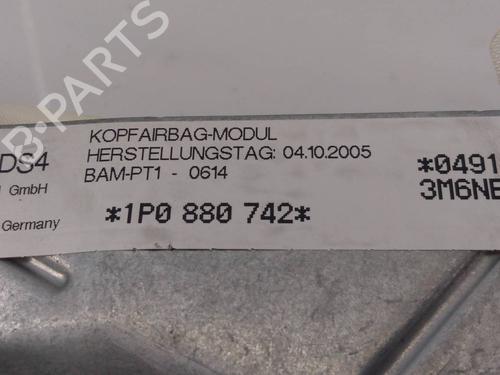 B-PARTS
DS4
GmbH
Germany
KOPFAIRBAG-MODUL
HERSTELLUNGSTAG: 04.10.2005
BAM-PT1 - 0614
*1P0 880 742*
*0491
3M6NE